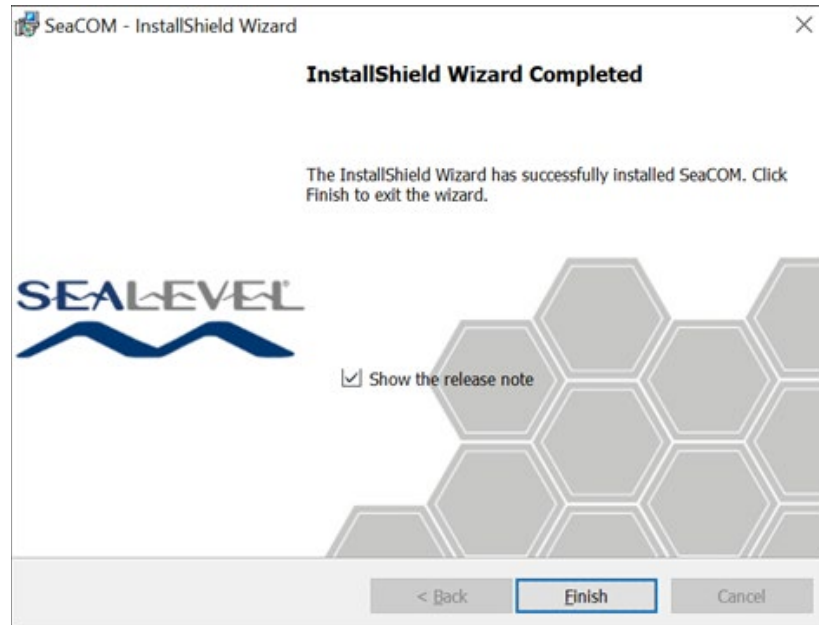 SeaCOM - InstallShield Wizard
InstallShield Wizard Completed
The InstallShield Wizard has successfully installed SeaCOM. Click
Finish to exit the wizard.
SEALEVEL®
Show the release note
< Back
Finish
Cancel